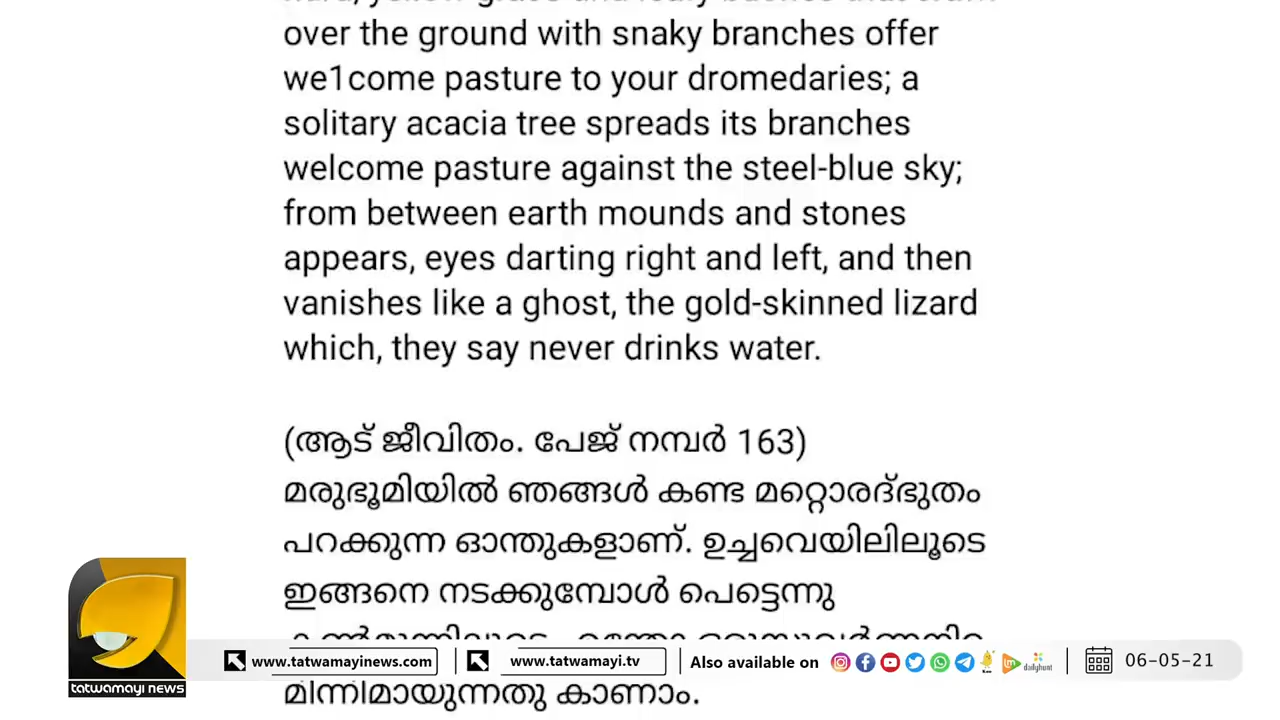 over the ground with snaky branches offer
we1come pasture to your dromedaries; a
solitary acacia tree spreads its branches
welcome pasture against the steel-blue sky;
from between earth mounds and stones
appears, eyes darting right and left, and then
vanishes like a ghost, the gold-skinned lizard
which, they say never drinks water.
(ആട് ജീവിതം. പേജ് നമ്പർ 163)
മരുഭൂമിയിൽ ഞങ്ങൾ കണ്ട മറ്റൊരദ്ഭുതം
പറക്കുന്ന ഓന്തുകളാണ്. ഉച്ചവെയിലിലൂടെ
ഇങ്ങനെ നടക്കുമ്പോൾ പെട്ടെന്നു
മിന്നിമായുന്നതു കാണാം.
tatwamayi news
www.tatwamayinews.com
www.tatwamayi.tv
Also available on
dailyhunt
06-05-21